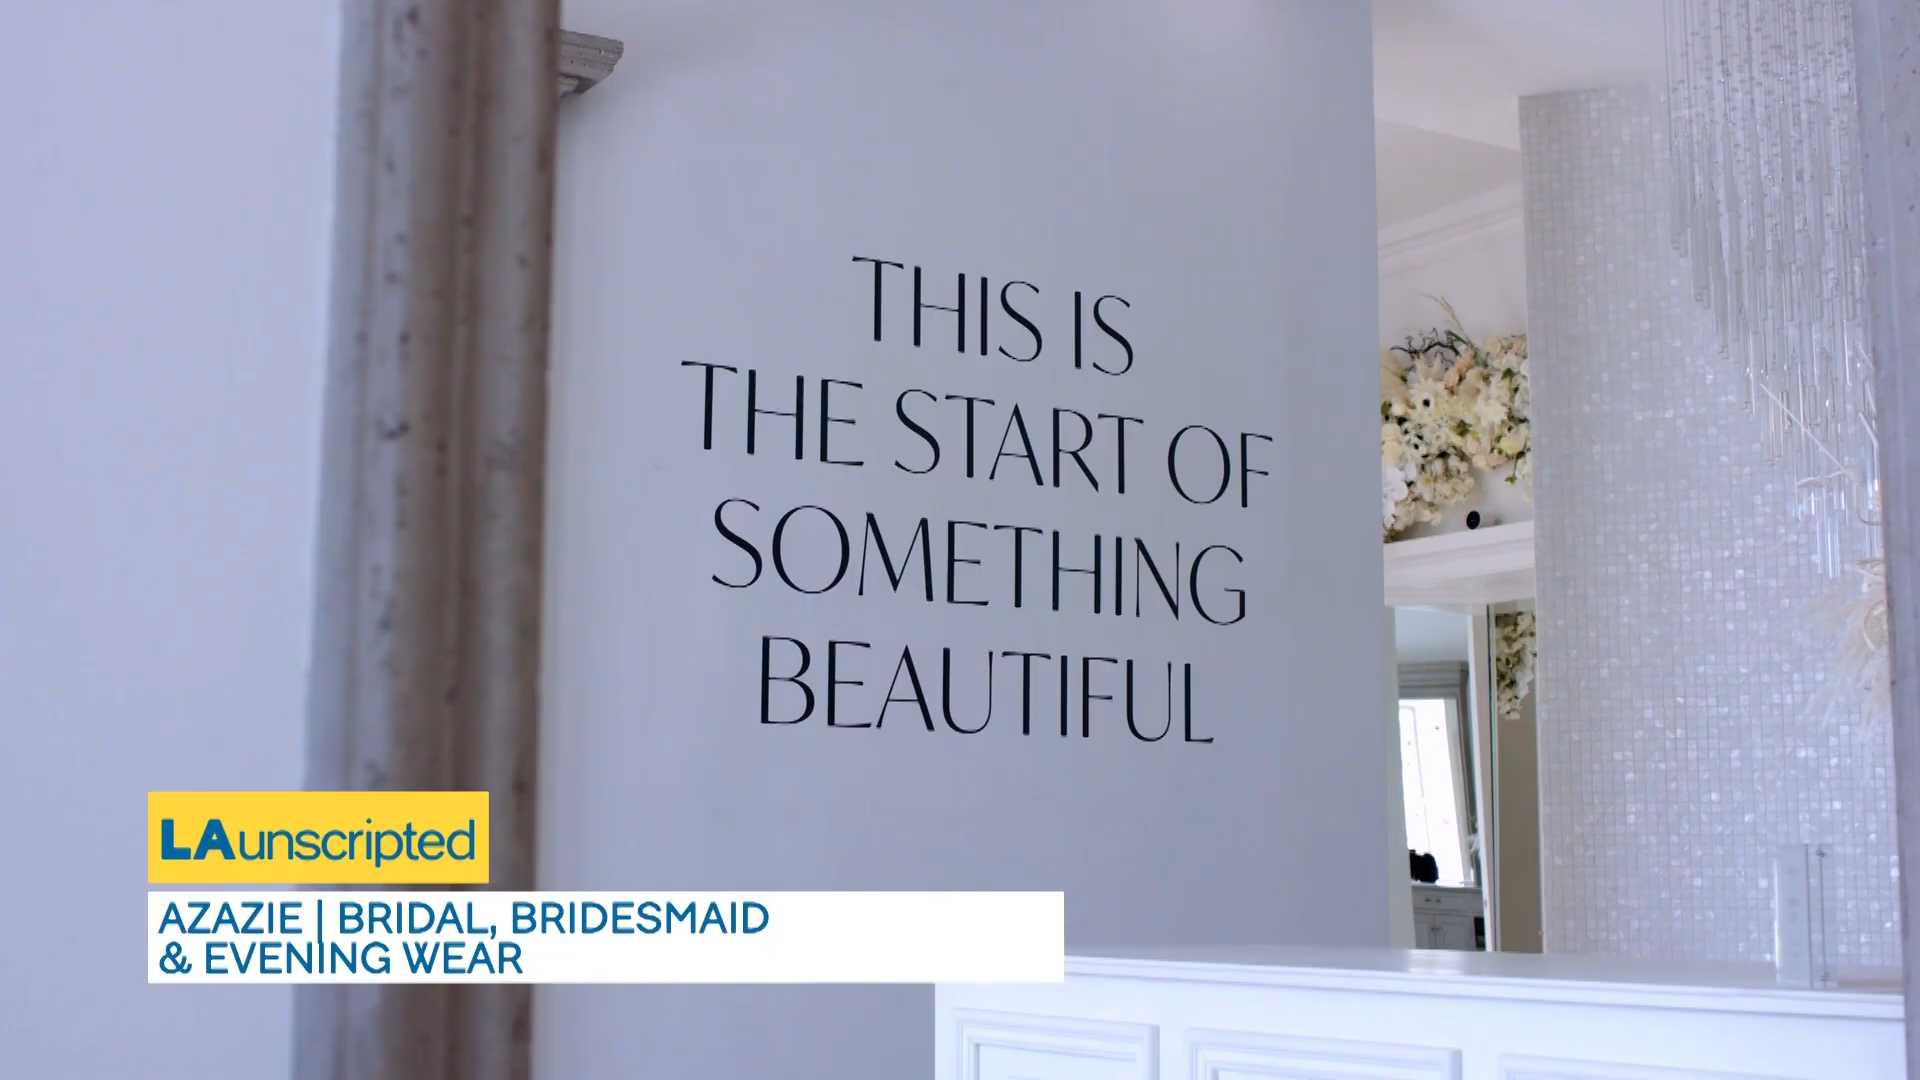 THIS IS
THE START OF
SOMETHING
BEAUTIFUL
LAunscripted
AZAZIE | BRIDAL, BRIDESMAID
& EVENING WEAR